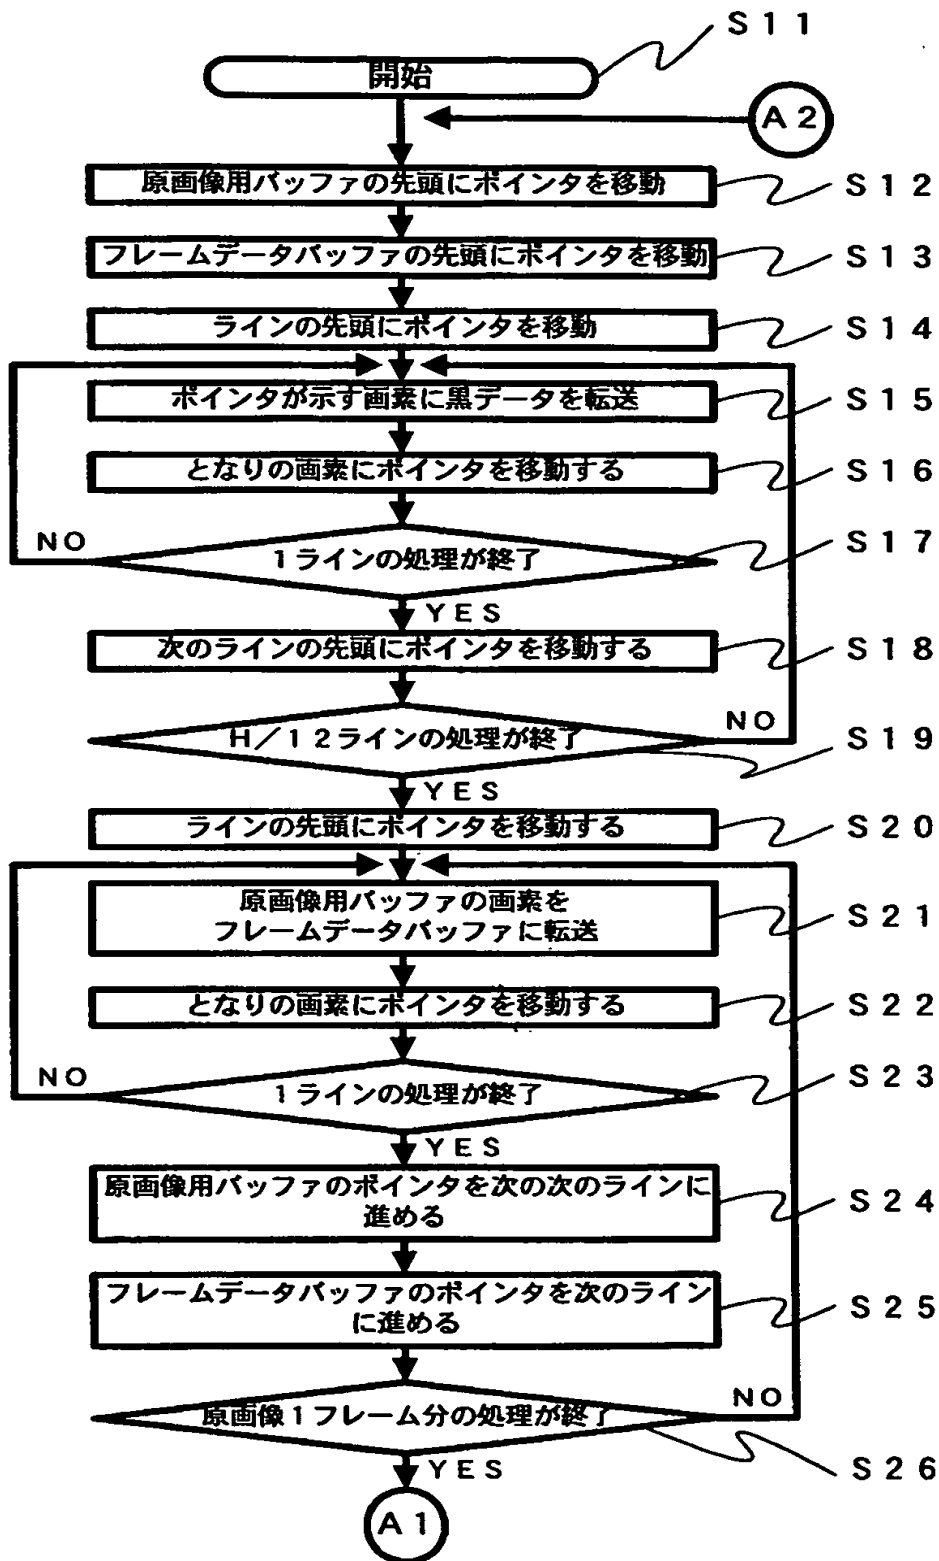 S11
開始
A2
原画像用バッファの先頭にポインタを移動
S12
フレームデータバッファの先頭にポインタを移動
S13
ラインの先頭にポインタを移動
S14
ポインタが示す画素に黒データを転送
S15
となりの画素にポインタを移動する
S16
NO
1ラインの処理が終了
S17
YES
次のラインの先頭にポインタを移動する
S18
H/12ラインの処理が終了
NO
S19
YES
ラインの先頭にポインタを移動する
S20
原画像用バッファの画素を
フレームデータバッファに転送
S21
となりの画素にポインタを移動する
S22
NO
1ラインの処理が終了
S23
YES
原画像用バッファのポインタを次の次のラインに
進める
S24
フレームデータバッファのポインタを次のライン
に進める
S25
原画像1フレーム分の処理が終了
NO
S26
YES
A1